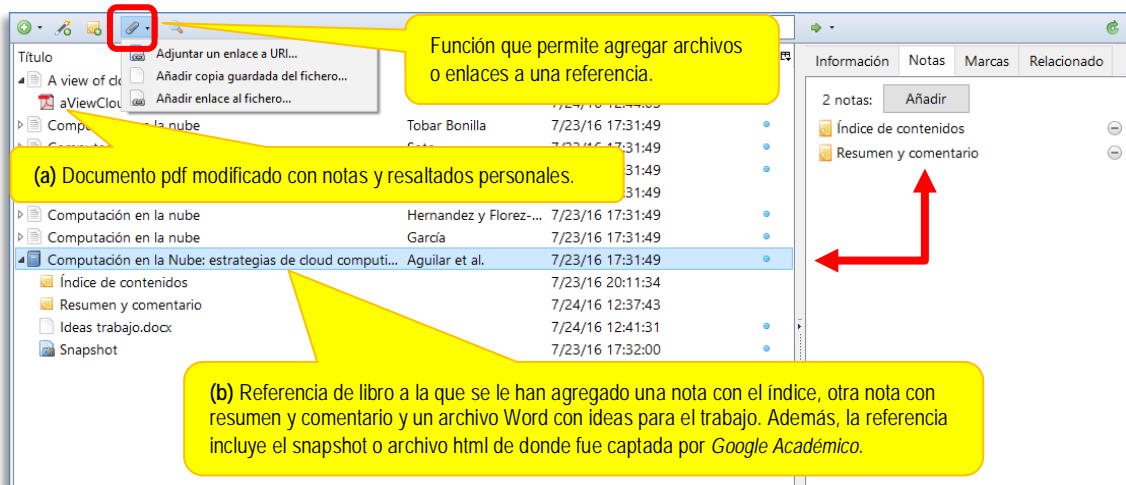 Título
Adjuntar un enlace a URI...
Añadir copia guardada del fichero...
Añadir enlace al fichero...
Función que permite agregar archivos
o enlaces a una referencia.
Información Notas Marcas Relacionado
2 notas: Añadir
Índice de contenidos
Resumen y comentario
A view of
aViewClou
Computación en la nube Tobar Bonilla 7/23/16 17:31:49
(a) Documento pdf modificado con notas y resaltados personales.
31:49
31:49
Computación en la nube Hernandez y Florez-... 7/23/16 17:31:49
Computación en la nube García 7/23/16 17:31:49
Computación en la Nube: estrategias de cloud computi... Aguilar et al. 7/23/16 17:31:49
Índice de contenidos 7/23/16 20:11:34
Resumen y comentario 7/24/16 12:37:43
Ideas trabajo.docx 7/24/16 12:41:31
Snapshot 7/23/16 17:32:00
(b) Referencia de libro a la que se le han agregado una nota con el índice, otra nota con
resumen y comentario y un archivo Word con ideas para el trabajo. Además, la referencia
incluye el snapshot o archivo html de donde fue captada por Google Académico.